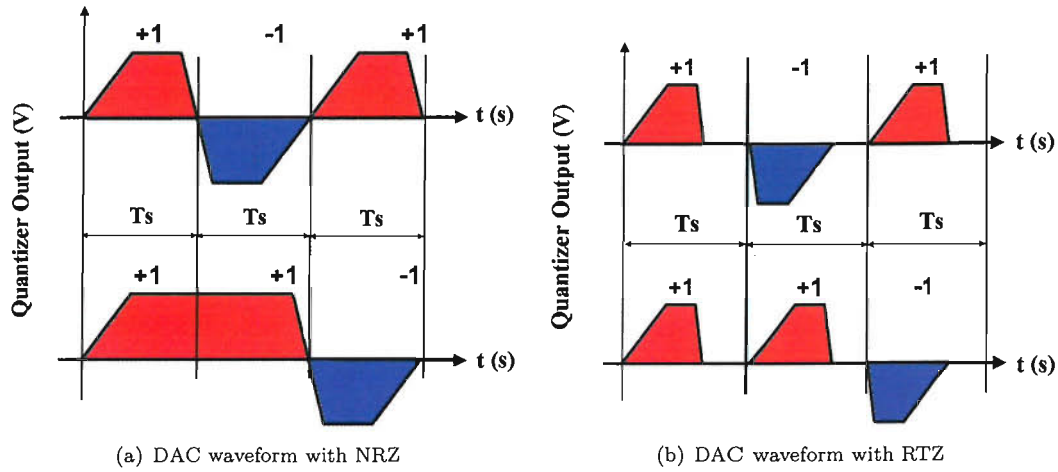 +1 -1 +1
Quantizer Output (V)
t (s)
Ts Ts Ts
+1 +1 -1
t (s)
(a) DAC waveform with NRZ
+1 -1 +1
Quantizer Output (V)
t (s)
Ts Ts Ts
+1 +1 -1
t (s)
(b) DAC waveform with RTZ